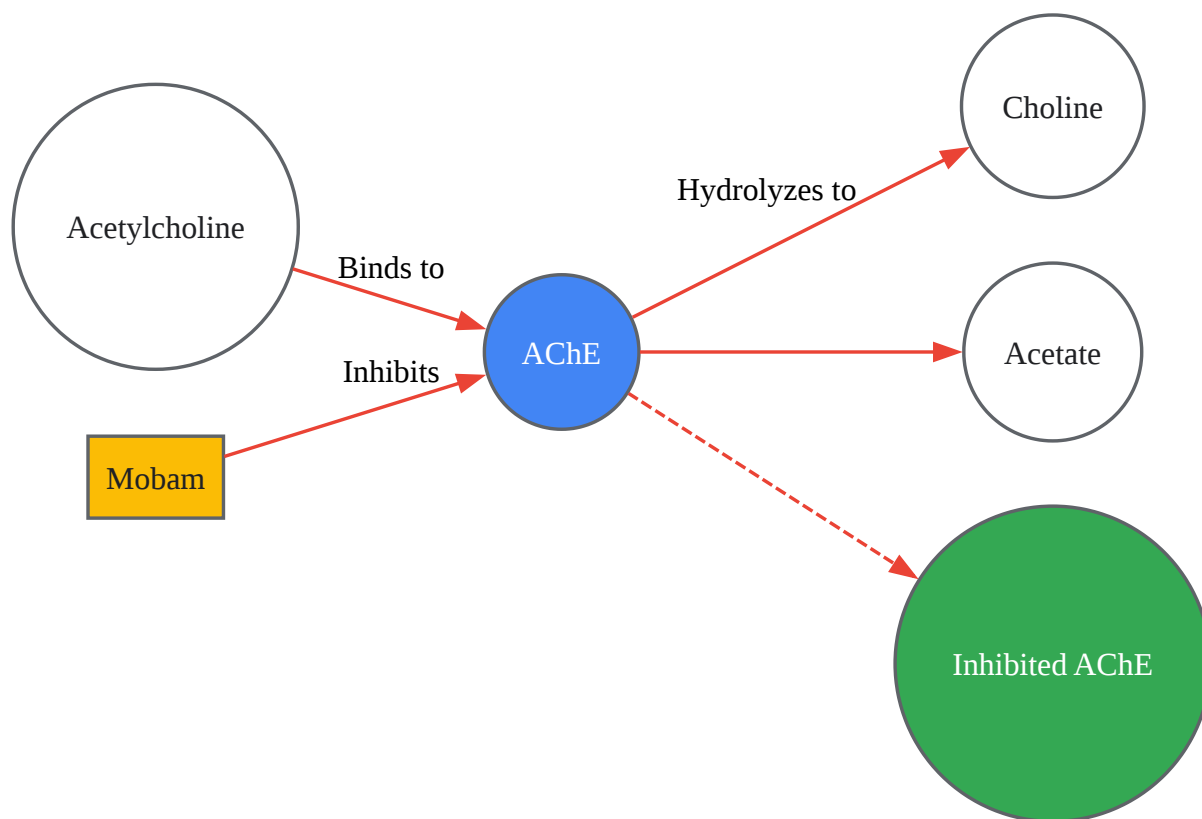 Choline
Hydrolyzes to
Acetylcholine
Binds to
AChE
Acetate
Inhibits
Mobam
Inhibited AChE